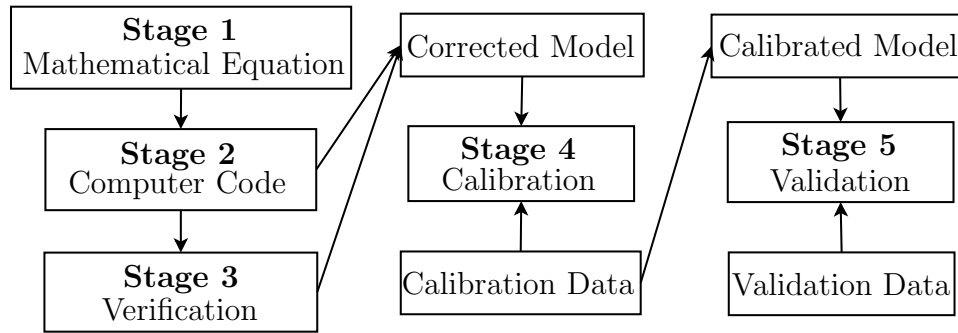 Stage 1
Mathematical Equation
Stage 2
Computer Code
Stage 3
Verification
Corrected Model
Stage 4
Calibration
Calibration Data
Calibrated Model
Stage 5
Validation
Validation Data